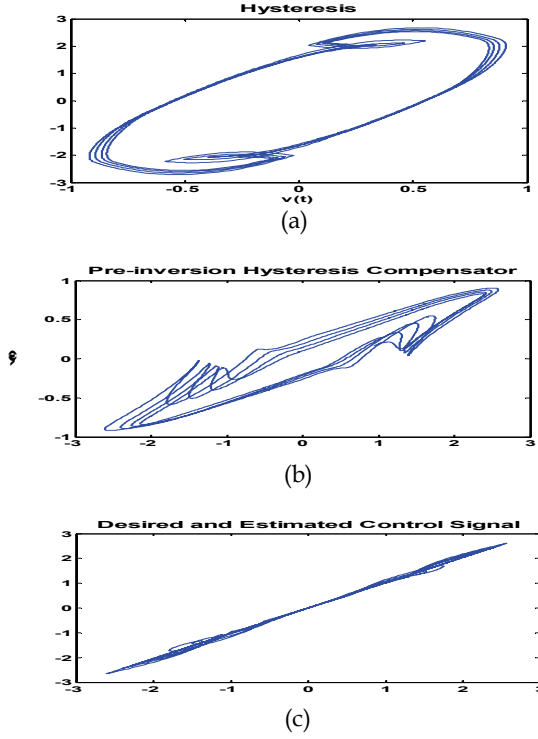 Hysteresis
3
2
1
0
-1
-2
-3
-1 -0.5 0 0.5 1
v(t)
(a)
Pre-inversion Hysteresis Compensator
1
0.5
0
-0.5
-1
-3 -2 -1 0 1 2 3
(b)
Desired and Estimated Control Signal
3
2
1
0
-1
-2
-3
-3 -2 -1 0 1 2 3
(c)